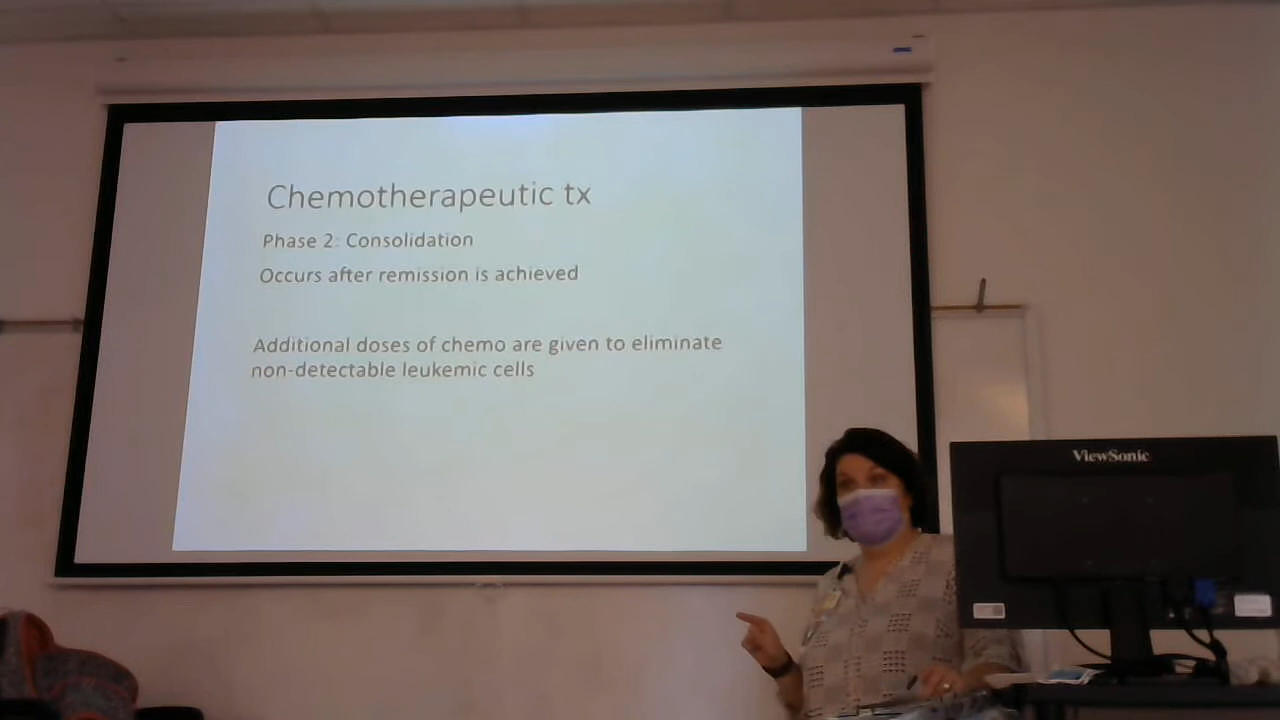 Chemotherapeutic tx
Phase 2: Consolidation
Occurs after remission is achieved
Additional doses of chemo are given to eliminate
non-detectable leukemic cells
ViewSonic